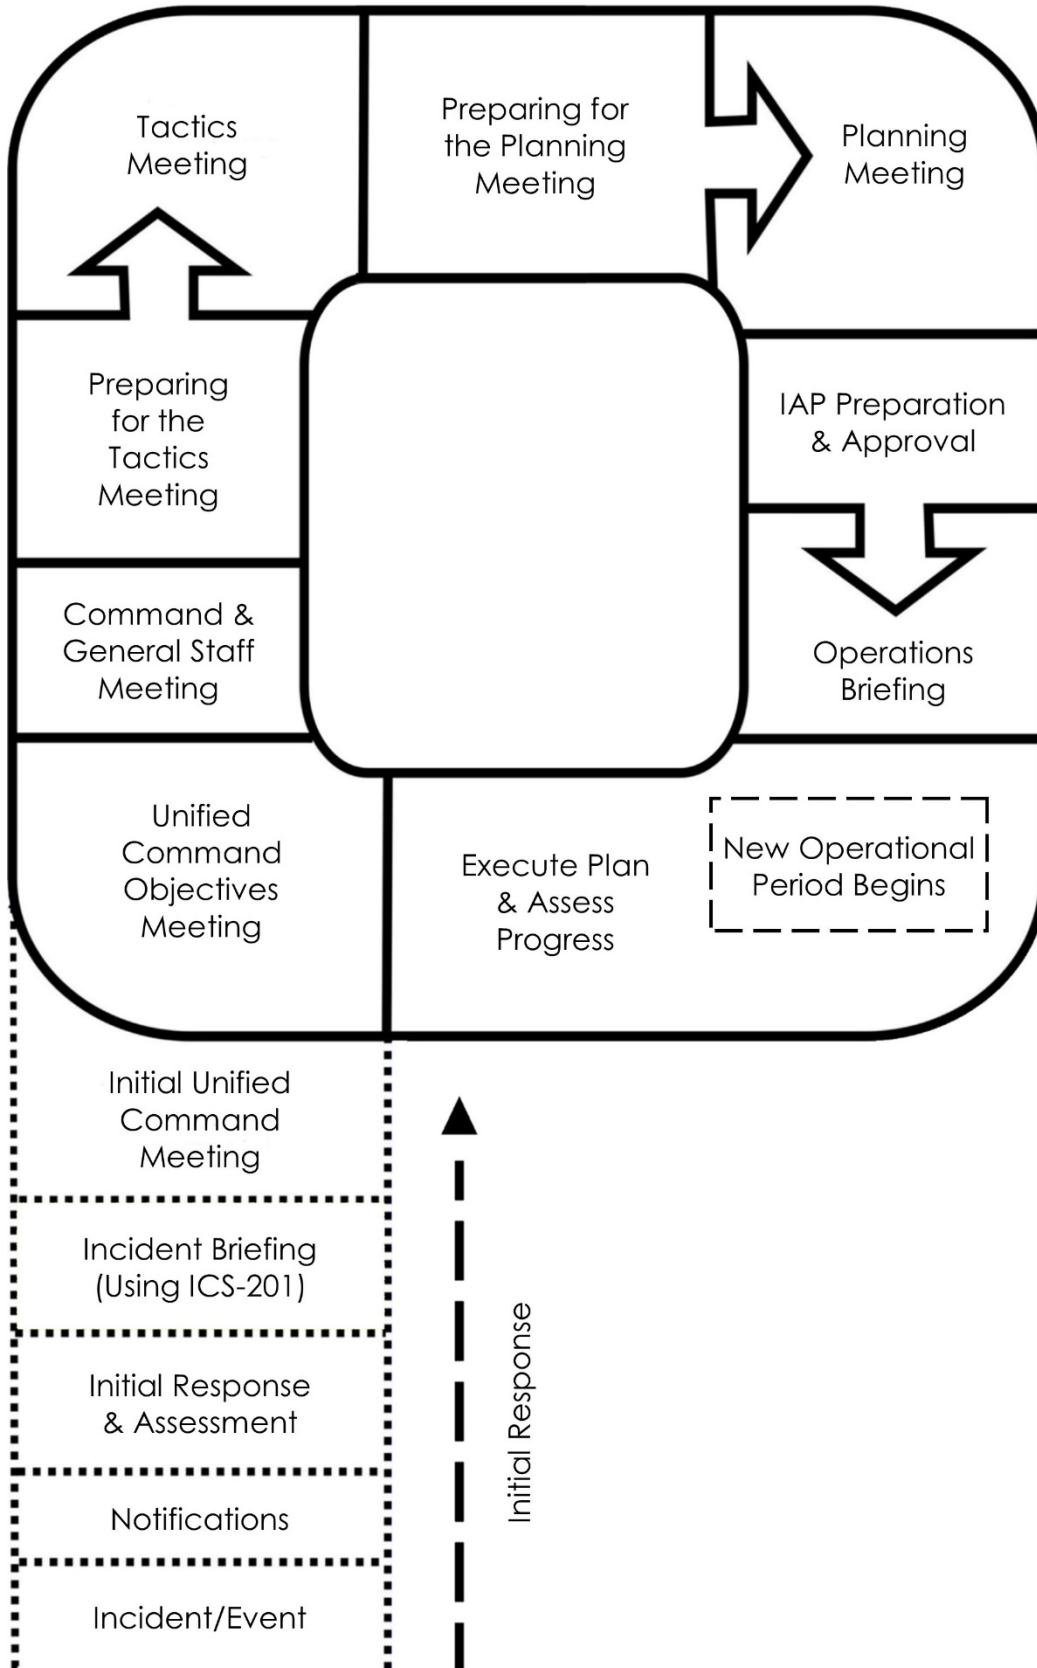 Tactics
Meeting
Preparing for
the Planning
Meeting
Planning
Meeting
Preparing
for the
Tactics
Meeting
IAP Preparation
& Approval
Command &
General Staff
Meeting
Operations
Briefing
Unified
Command
Objectives
Meeting
Execute Plan
& Assess
Progress
New Operational
Period Begins
Initial Unified
Command
Meeting
Incident Briefing
(Using ICS-201)
Initial Response
& Assessment
Notifications
Incident/Event
Initial Response